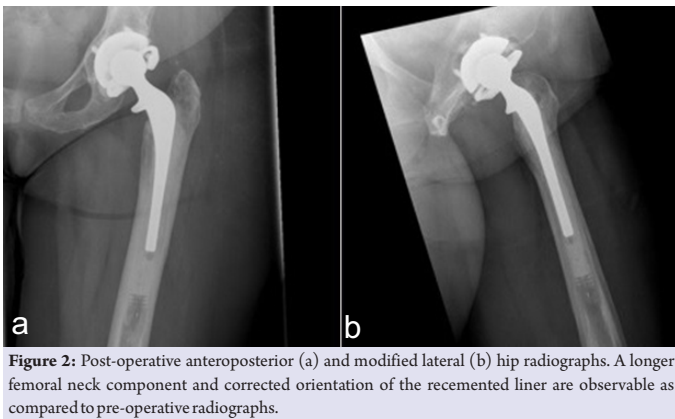 a
b
Figure 2: Post-operative anteroposterior (a) and modified lateral (b) hip radiographs. A longer
femoral neck component and corrected orientation of the recemented liner are observable as
compared to pre-operative radiographs.